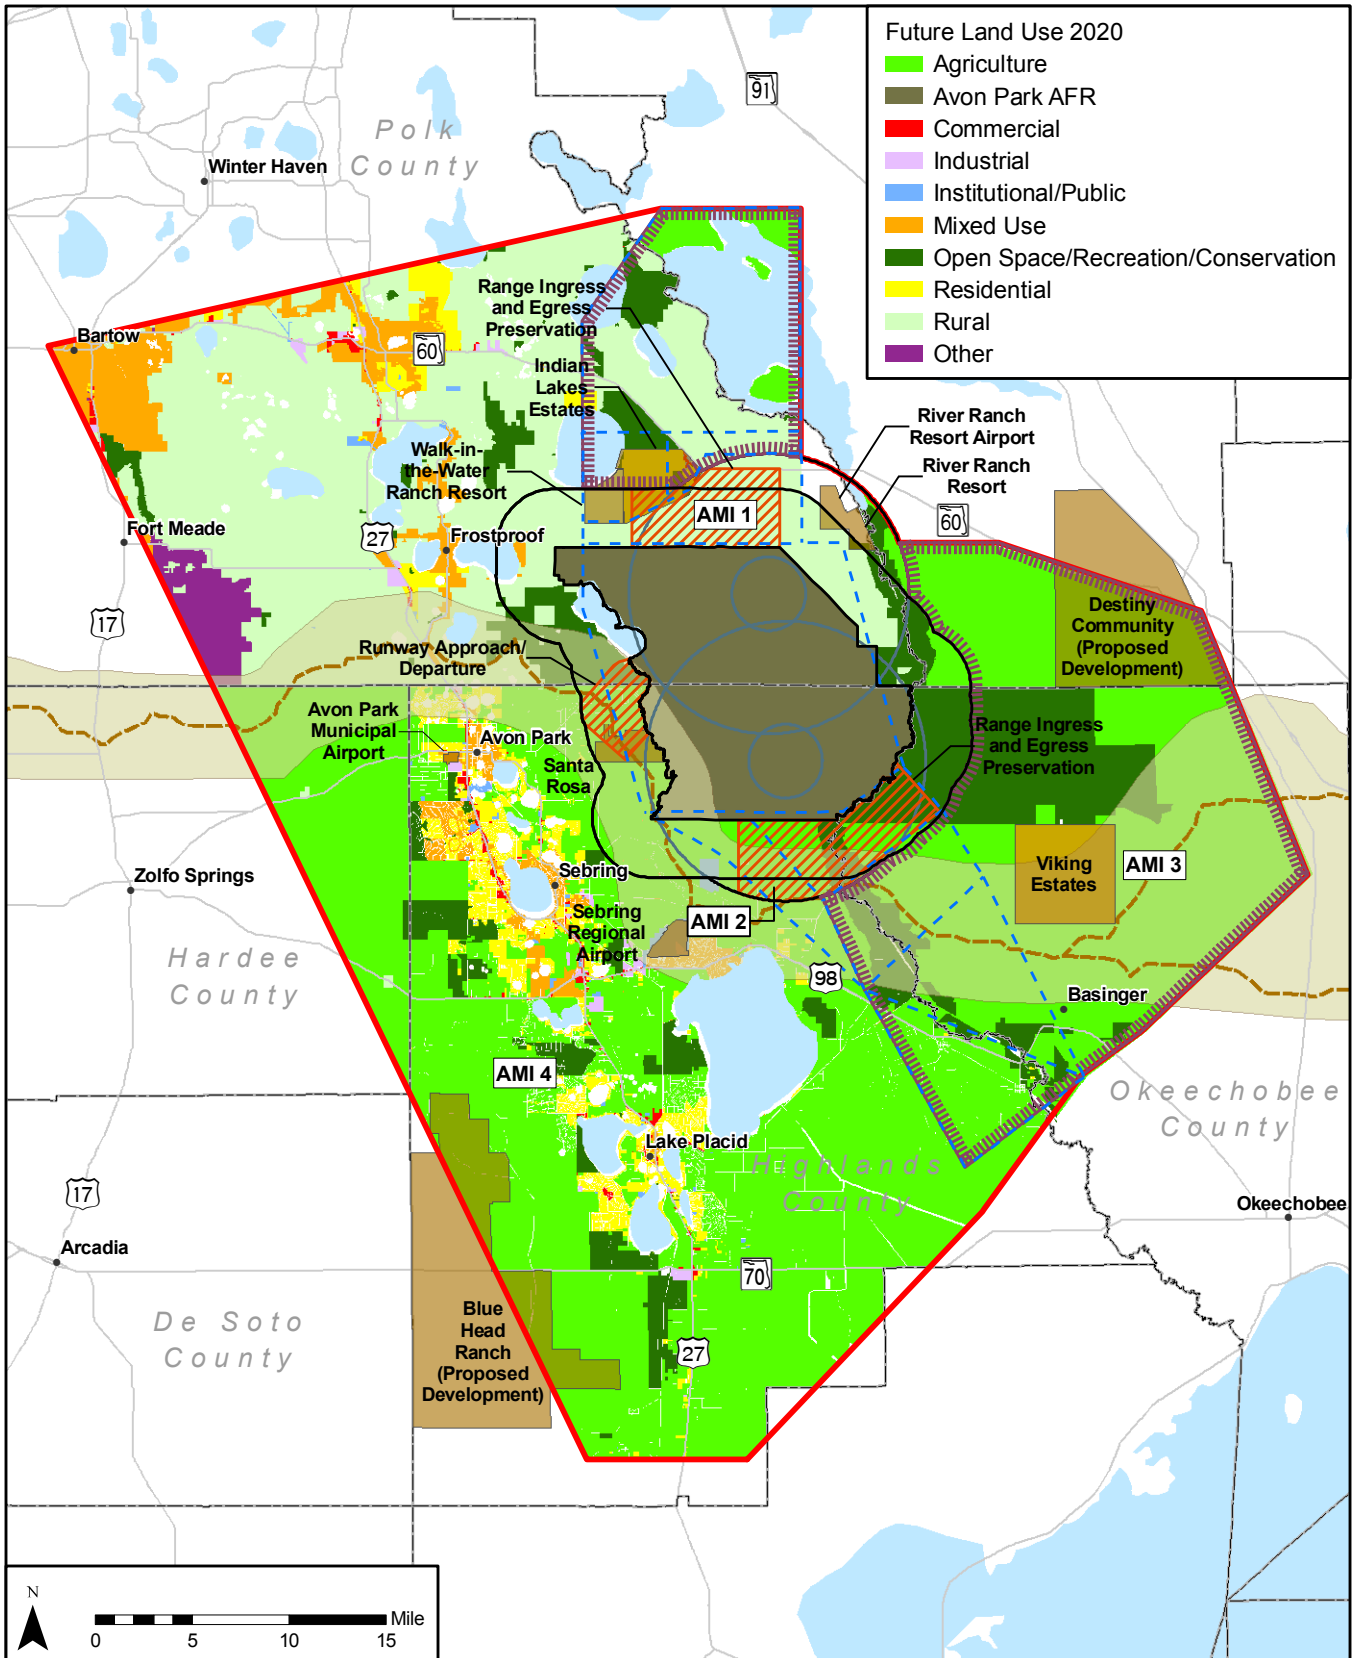 Future Land Use 2020
Agriculture
Avon Park AFR
Commercial
Industrial
Institutional/Public
Mixed Use
Open Space/Recreation/Conservation
Residential
Rural
Other
91
Polk
County
Winter Haven
Range Ingress
and Egress
Preservation
Bartow
60
Indian
Lakes
Estates
River Ranch
Resort Airport
Walk-in-
the-Water
Ranch Resort
River Ranch
Resort
AMI 1
60
Fort Meade
27
Frostproof
17
Destiny
Community
(Proposed
Development)
Runway Approach/
Departure
Avon Park
Municipal
Airport
Avon Park
Santa
Rosa
Range Ingress
and Egress
Preservation
Zolfo Springs
Sebring
Viking
Estates
AMI 3
Sebring
Regional
Airport
AMI 2
Hardee
County
98
Basinger
AMI 4
Okeechobee
County
Lake Placid
Highlands
County
17
Okeechobee
Arcadia
70
De Soto
County
Blue
Head
Ranch
(Proposed
Development)
27
N
Mile
0 5 10 15